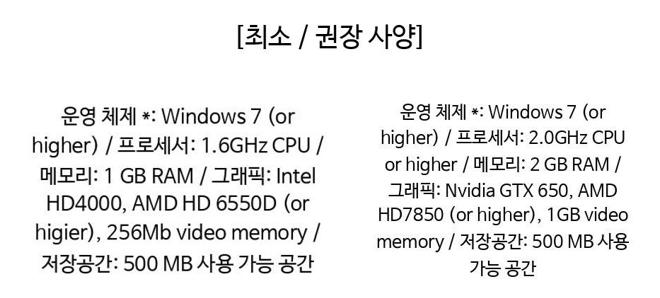 [최소 / 권장 사양]
운영 체제 *: Windows 7 (or
higher) / 프로세서: 1.6GHz CPU /
메모리: 1 GB RAM / 그래픽: Intel
HD4000, AMD HD 6550D (or
higier), 256Mb video memory /
저장공간: 500 MB 사용 가능 공간
운영 체제 *: Windows 7 (or
higher) / 프로세서: 2.0GHz CPU
or higher / 메모리: 2 GB RAM /
그래픽: Nvidia GTX 650, AMD
HD7850 (or higher), 1GB video
memory / 저장공간: 500 MB 사용
가능 공간